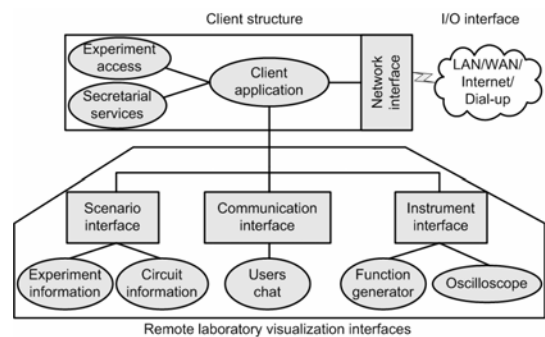 Client structure
I/O interface
Experiment
access
Secretarial
services
Client
application
Network
interface
LAN/WAN/
Internet/
Dial-up
Scenario
interface
Communication
interface
Instrument
interface
Experiment
information
Circuit
information
Users
chat
Function
generator
Oscilloscope
Remote laboratory visualization interfaces